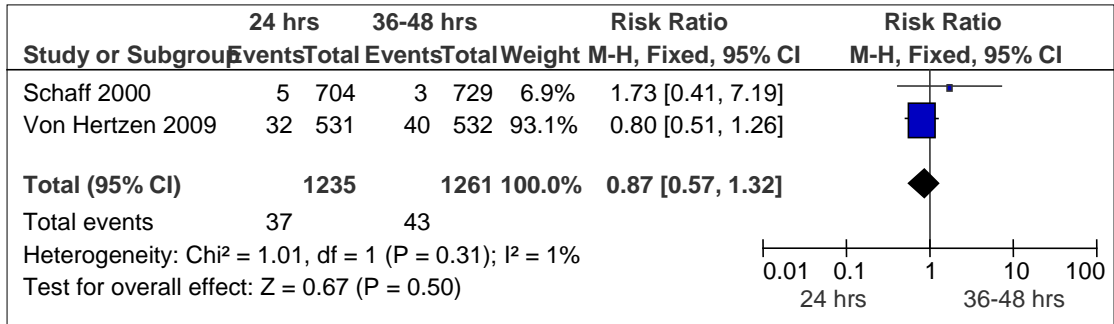 24 hrs 36-48 hrs Risk Ratio Risk Ratio
Study or Subgroup Events Total Events Total Weight M-H, Fixed, 95% CI M-H, Fixed, 95% CI
Schaff 2000 5 704 3 729 6.9% 1.73 [0.41, 7.19]
Von Hertzen 2009 32 531 40 532 93.1% 0.80 [0.51, 1.26]
Total (95% CI) 1235 1261 100.0% 0.87 [0.57, 1.32]
Total events 37 43
Heterogeneity: Chi² = 1.01, df = 1 (P = 0.31); I² = 1%
Test for overall effect: Z = 0.67 (P = 0.50)
0.01 0.1 1 10 100
24 hrs 36-48 hrs